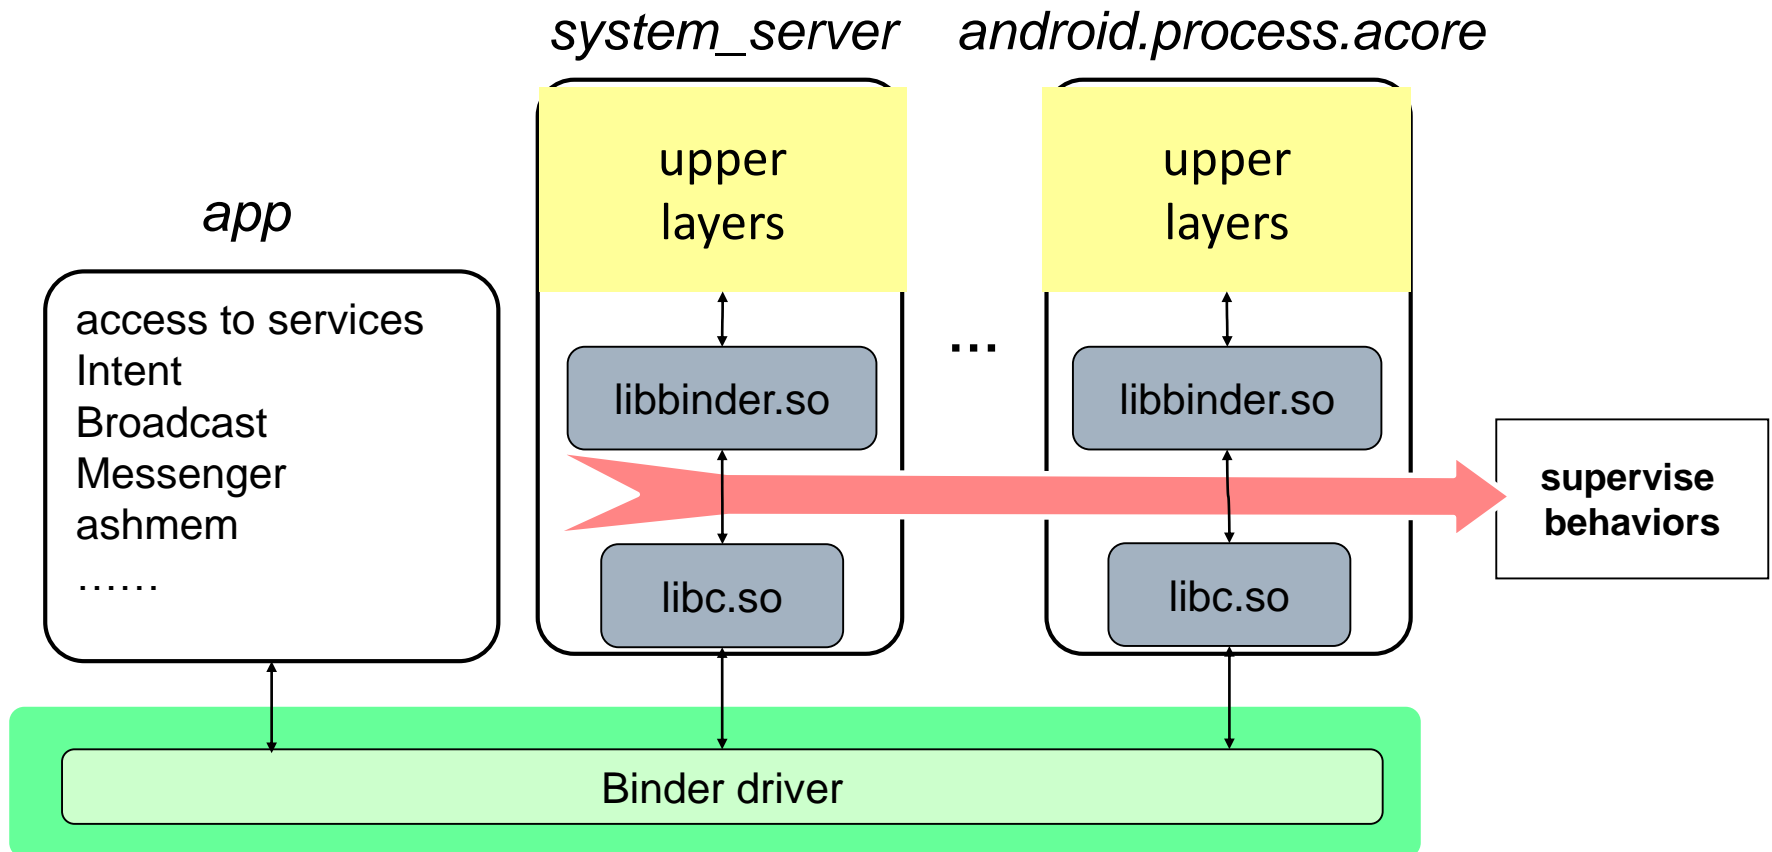 system_server
android.process.acore
app
access to services
Intent
Broadcast
Messenger
ashmem
......
upper
layers
libbinder.so
libc.so
...
upper
layers
libbinder.so
libc.so
supervise
behaviors
Binder driver